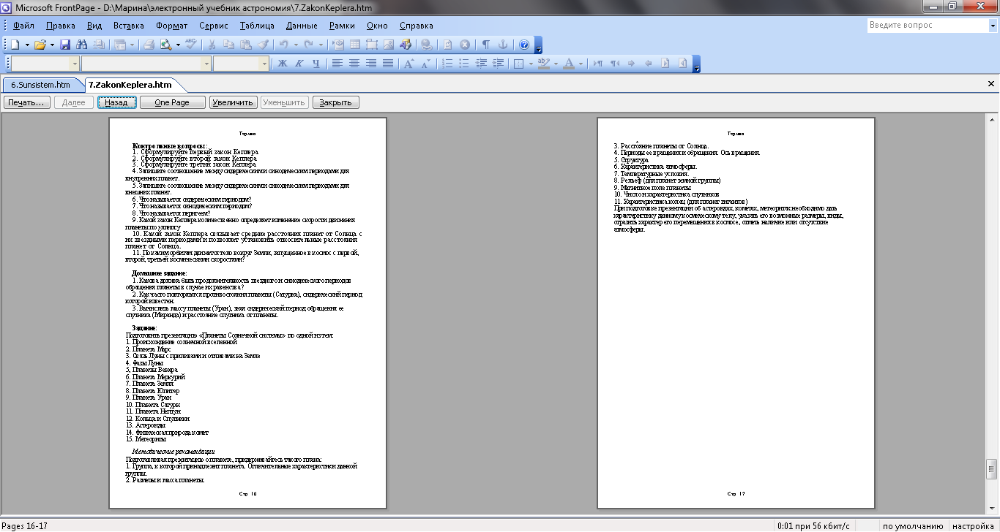 Microsoft FrontPage - D:\Марина\электронный учебник астрономия\7.ZakonKeplera.htm
Файл Правка Вид Вставка Формат Сервис Таблица Данные Рамки Окно Справка Введите вопрос
Ж К Ч
6.Sunsistem.htm 7.ZakonKeplera.htm
Печать... Далее Назад One Page Увеличить Уменьшить Закрыть
Контрольные вопросы:
1. Сформулируйте первый закон Кеплера
2. Сформулируйте второй закон Кеплера
3. Сформулируйте третий закон Кеплера
4. Запишите соотношение между сидерическим и синодическим периодами для
внутренних планет.
5. Запишите соотношение между сидерическим и синодическим периодами для
внешних планет.
6. Что называется сидерическим периодом?
7. Что называется синодическим периодом?
8. Что называется перигеем?
9. Какой закон Кеплера количественно определяет изменение скорости движения
планеты по эллипсу
10. Какой закон Кеплера связывает средние расстояния планет от Солнца с
их звездными периодами и позволяет установить относительные расстояния
планет от Солнца.
11. По каким орбитам движется тело вокруг Земли, запущенное в космос с первой,
второй, третьей космическими скоростями?
Домашнее задание:
1. Какова должна быть продолжительность звездного и синодического периодов
обращения планеты в случае их равенства?
2. Как часто повторяются противостояния планеты (Сатурна), сидерический период
которой известен.
3. Вычислить массу планеты (Уран), зная сидерический период обращения ее
спутника (Миранда) и расстояние спутника от планеты.
Задание:
Подготовить презентацию «Планеты Солнечной системы» по одной из тем:
1. Происхождение солнечной вселенной
2. Планета Марс
3. Связь Луны с приливами и отливами на Земле
4. Фазы Луны
5. Планеты Венера
6. Планета Меркурий
7. Планета Земля
8. Планета Юпитер
9. Планета Уран
10. Планета Сатурн
11. Планета Нептун
12. Кольца и Спутники
13. Астероиды
14. Физическая природа комет
15. Метеориты
Методические рекомендации
Подготавливая презентацию о планете, придерживайтесь такого плана:
1. Группа, к которой принадлежит планета. Отличительные характеристики данной
группы.
2. Размеры и масса планеты.
Стр. 16
3. Расстояние планеты от Солнца.
4. Периоды ее вращения и обращения. Ось вращения.
5. Структура
6. Характеристика атмосферы.
7. Температурные условия.
8. Рельеф (для планет земной группы)
9. Магнитное поле планеты
10. Число и характеристика спутников
11. Характеристика колец (для планет гигантов)
При подготовке презентации об астероидах, кометах, метеоритах необходимо дать
характеристику данному космическому телу, указать его возможные размеры, виды,
отразить характер его перемещения в космосе, отметь наличие или отсутствие
атмосферы.
Стр. 17
Pages 16-17 0:01 при 56 кбит/с по умолчанию настройка